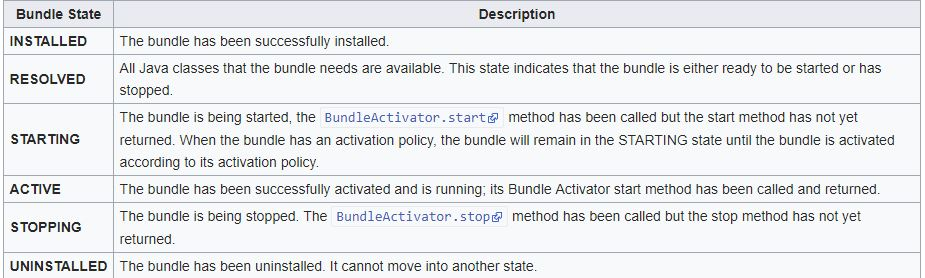 Bundle State Description
INSTALLED The bundle has been successfully installed.
RESOLVED All Java classes that the bundle needs are available. This state indicates that the bundle is either ready to be started or has
stopped.
STARTING The bundle is being started, the BundleActivator.start method has been called but the start method has not yet
returned. When the bundle has an activation policy, the bundle will remain in the STARTING state until the bundle is activated
according to its activation policy.
ACTIVE The bundle has been successfully activated and is running; its Bundle Activator start method has been called and returned.
STOPPING The bundle is being stopped. The BundleActivator.stop method has been called but the stop method has not yet
returned.
UNINSTALLED The bundle has been uninstalled. It cannot move into another state.